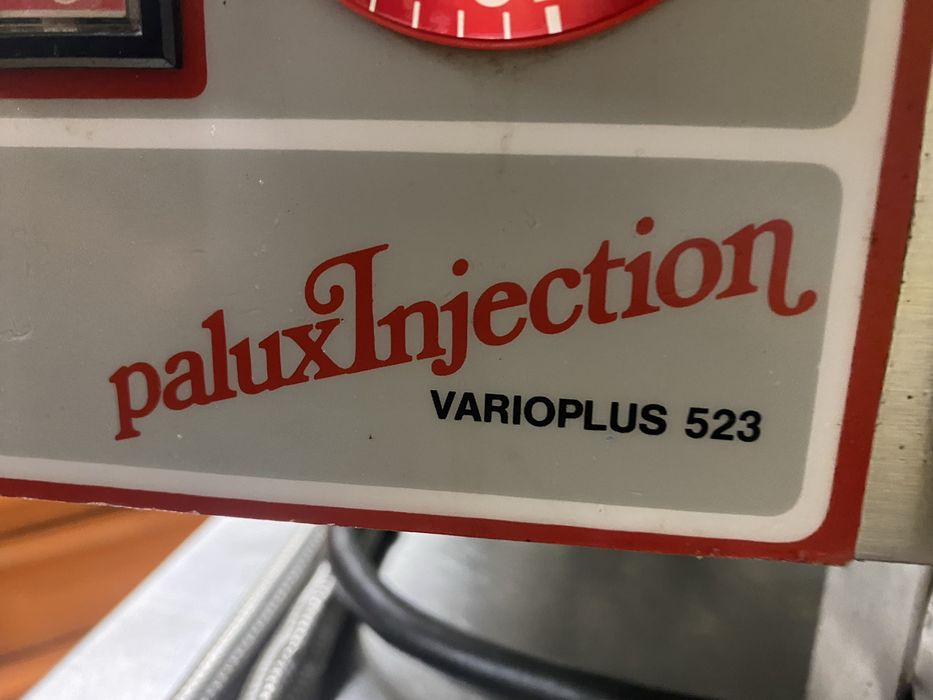 paluxInjection
VARIOPLUS 523